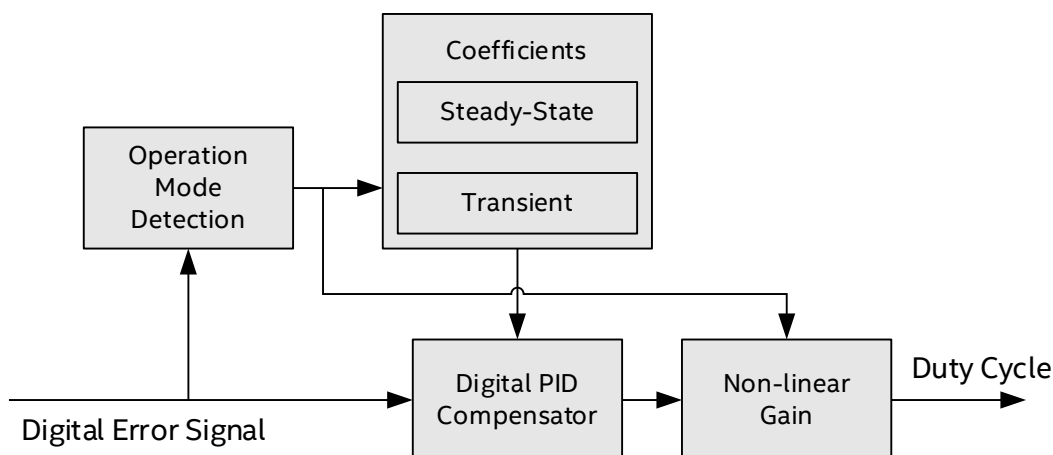 Coefficients
Steady-State
Transient
Operation
Mode
Detection
Digital Error Signal
Digital PID
Compensator
Non-linear
Gain
Duty Cycle